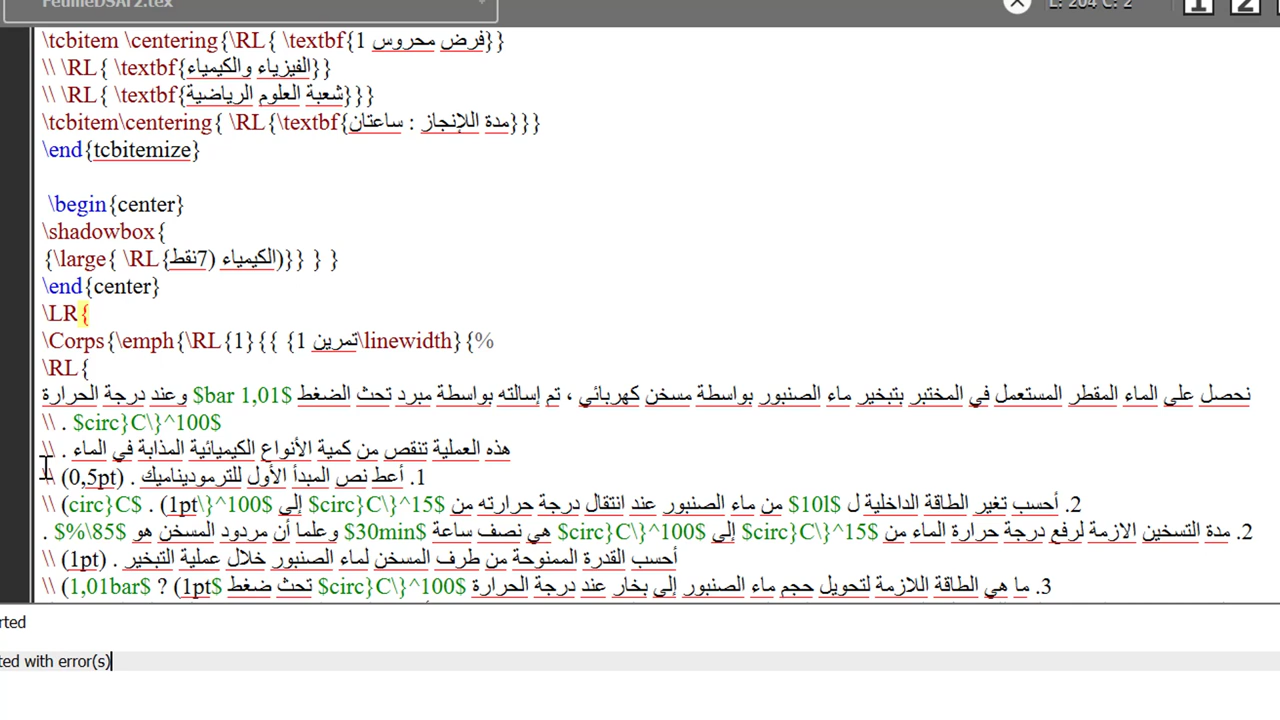 FeuilleDSAr2.tex
L: 204 C: 2
1 2
\tcbitem \centering{\RL{ \textbf{فرض محروس 1}}
\\ \RL{ \textbf{الفيزياء والكيمياء}}
\\ \RL{ \textbf{شعبة العلوم الرياضية}}}
\tcbitem\centering{ \RL{\textbf{مدة اللإنجاز : ساعتان}}}
\end{tcbitemize}
\begin{center}
\shadowbox{
{\large{ \RL{الكيمياء (7نقط)}} } }
\end{center}
\LR{
\Corps{\emph{\RL{1}{{ {1 تمرين\linewidth}{%
\RL{
نحصل على الماء المقطر المستعمل في المختبر بتبخير ماء الصنبور بواسطة مسخن كهربائي ، تم إسالته بواسطة مبرد تحث الضغط $1,01 bar$ وعند درجة الحرارة
$100^\{circ}C$ . \\
هذه العملية تنقص من كمية الأنواع الكيميائية المذابة في الماء . \\
1. أعط نص المبدأ الأول للترموديناميك . (0,5pt) \\
2. أحسب تغير الطاقة الداخلية ل $10l$ من ماء الصنبور عند انتقال درجة حرارته من $15^\{circ}C$ إلى $100^\{circ}C$ . (1pt) \\
2. مدة التسخين الازمة لرفع درجة حرارة الماء من $15^\{circ}C$ إلى $100^\{circ}C$ هي نصف ساعة $30min$ وعلما أن مردود المسخن هو $85\%$ .
أحسب القدرة الممنوحة من طرف المسخن لماء الصنبور خلال عملية التبخير . (1pt) \\
3. ما هي الطاقة اللازمة لتحويل حجم ماء الصنبور إلى بخار عند درجة الحرارة $100^\{circ}C$ تحث ضغط $1,01bar$ ? (1pt) \\
rted
ted with error(s)